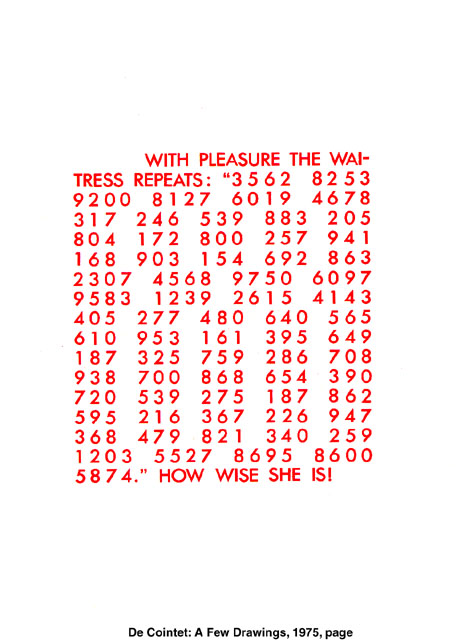 WITH PLEASURE THE WAI-
TRESS REPEATS: “3562 8253
9200 8127 6019 4678
317 246 539 883 205
804 172 800 257 941
168 903 154 692 863
2307 4568 9750 6097
9583 1239 2615 4143
405 277 480 640 565
610 953 161 395 649
187 325 759 286 708
938 700 868 654 390
720 539 275 187 862
595 216 367 226 947
368 479 821 340 259
1203 5527 8695 8600
5874.” HOW WISE SHE IS!
De Cointet: A Few Drawings, 1975, page